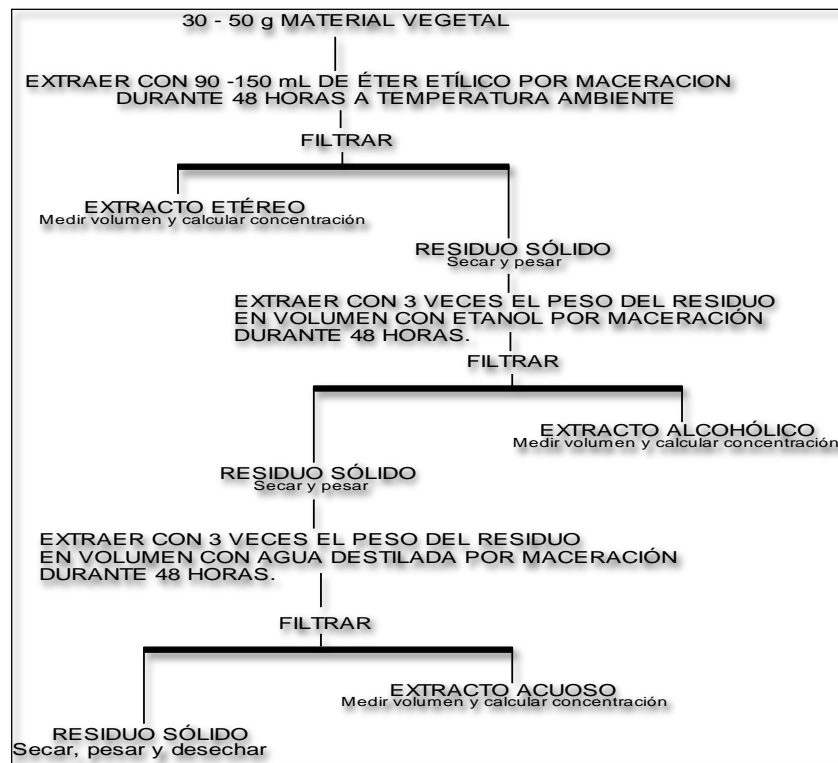 30 - 50 g MATERIAL VEGETAL
EXTRAER CON 90 -150 mL DE ÉTER ETÍLICO POR MACERACION
DURANTE 48 HORAS A TEMPERATURA AMBIENTE
FILTRAR
EXTRACTO ETÉREO
Medir volumen y calcular concentración
RESIDUO SÓLIDO
Secar y pesar
EXTRAER CON 3 VECES EL PESO DEL RESIDUO
EN VOLUMEN CON ETANOL POR MACERACIÓN
DURANTE 48 HORAS.
FILTRAR
EXTRACTO ALCOHÓLICO
Medir volumen y calcular concentración
RESIDUO SÓLIDO
Secar y pesar
EXTRAER CON 3 VECES EL PESO DEL RESIDUO
EN VOLUMEN CON AGUA DESTILADA POR MACERACIÓN
DURANTE 48 HORAS.
FILTRAR
EXTRACTO ACUOSO
Medir volumen y calcular concentración
RESIDUO SÓLIDO
Secar, pesar y desechar